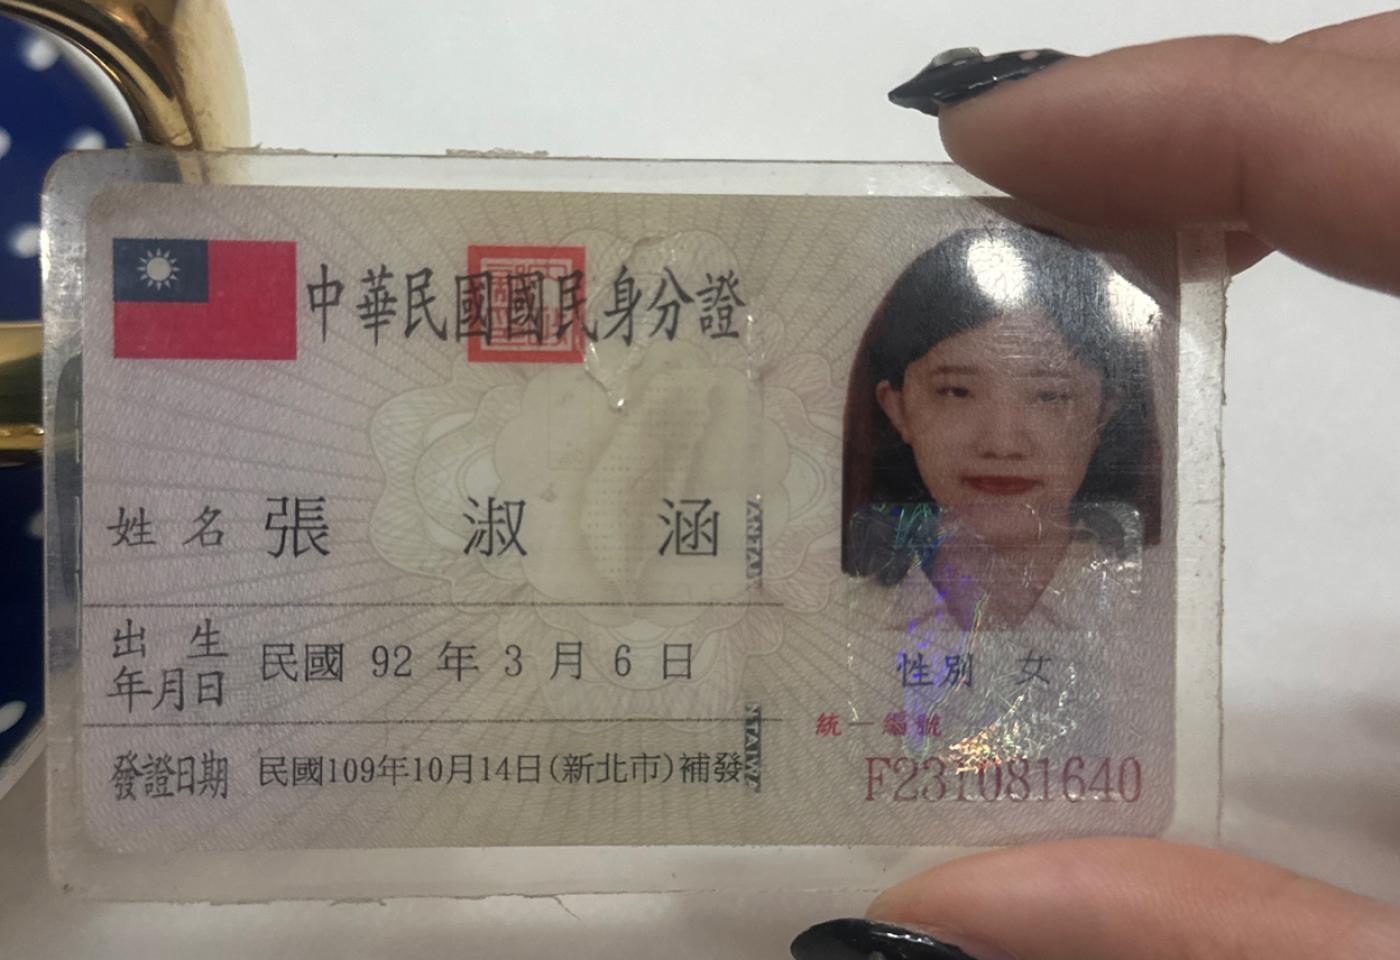 中華民國國民身分證
姓名 張淑涵
出生年月日 民國 92 年 3 月 6 日
發證日期 民國109年10月14日(新北市)補發
性別 女
統一編號
F231081640